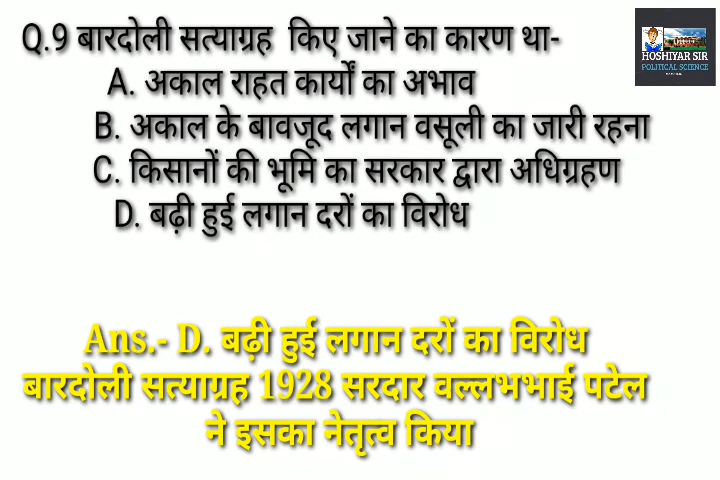 Q.9 बारदोली सत्याग्रह किए जाने का कारण था-
A. अकाल राहत कार्यों का अभाव
B. अकाल के बावजूद लगान वसूली का जारी रहना
C. किसानों की भूमि का सरकार द्वारा अधिग्रहण
D. बढ़ी हुई लगान दरों का विरोध
Ans.- D. बढ़ी हुई लगान दरों का विरोध
बारदोली सत्याग्रह 1928 सरदार वल्लभभाई पटेल
ने इसका नेतृत्व किया
HOSHIYAR SIR
POLITICAL SCIENCE